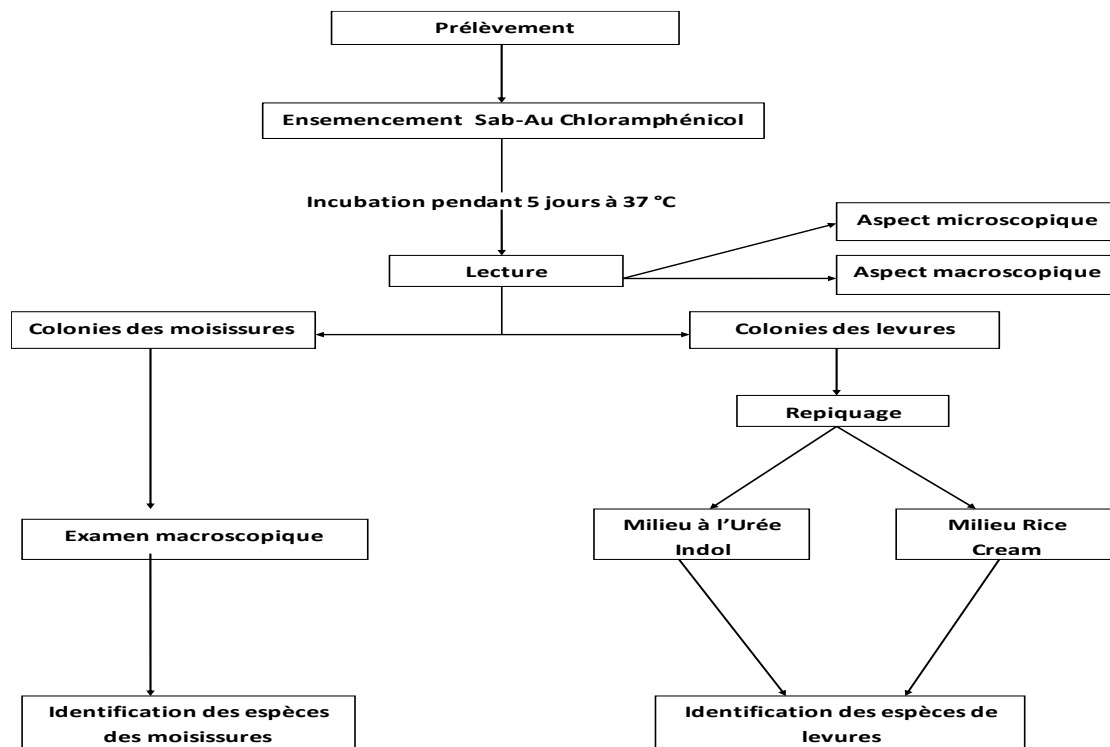 Prélèvement
Ensemencement Sab-Au Chloramphénicol
Incubation pendant 5 jours à 37 °C
Aspect microscopique
Lecture
Aspect macroscopique
Colonies des moisissures
Colonies des levures
Repiquage
Examen macroscopique
Milieu à l'Urée
Indol
Milieu Rice
Cream
Identification des espèces
des moisissures
Identification des espèces de
levures